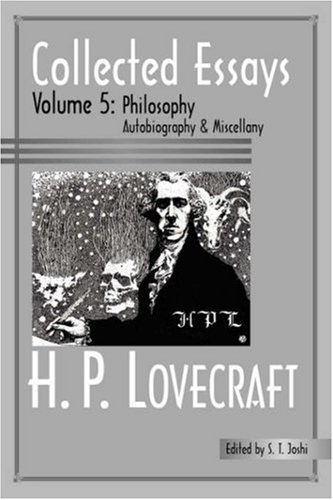 Collected Essays
Volume 5: Philosophy
Autobiography & Miscellany
HPL
H. P. LOVECRAFT
Edited by S. T. Joshi